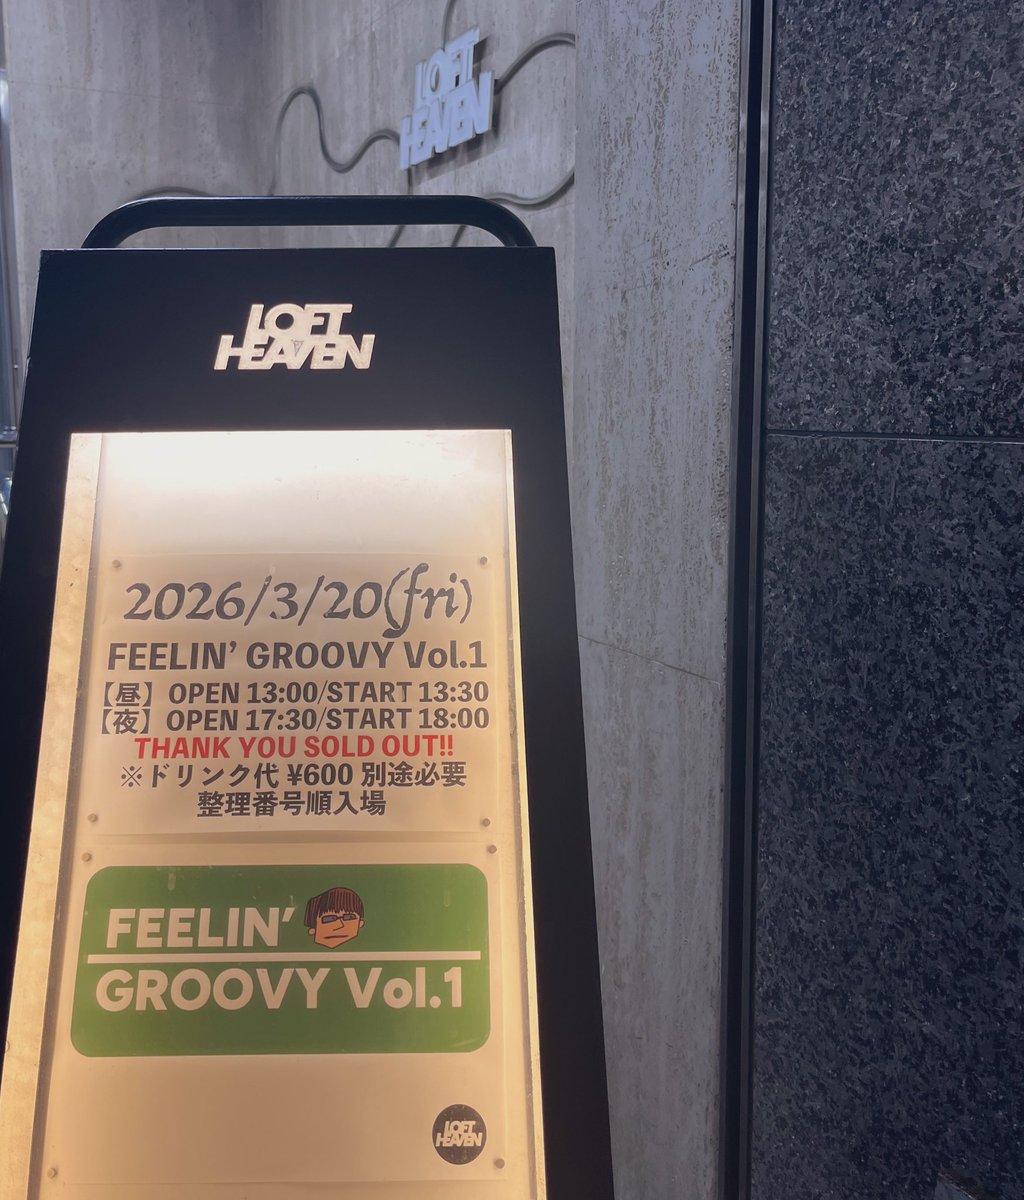 LOFT
HEAVEN
LOFT
HEAVEN
2026/3/20(fri)
FEELIN' GROOVY Vol.1
【昼】OPEN 13:00/START 13:30
【夜】OPEN 17:30/START 18:00
THANK YOU SOLD OUT!!
※ドリンク代 ¥600 別途必要
整理番号順入場
FEELIN'
GROOVY Vol.1
LOFT
HEAVEN